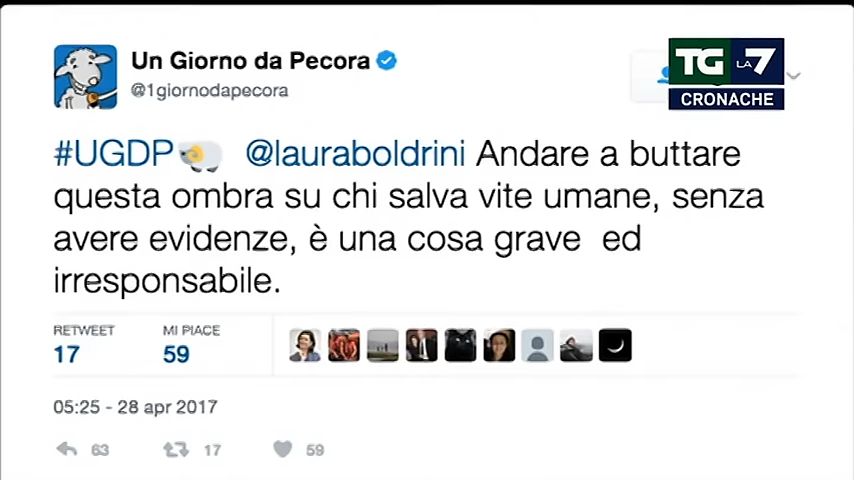 Un Giorno da Pecora
@1giornodapecora
TG LA 7
CRONACHE
#UGDP @lauraboldrini Andare a buttare
questa ombra su chi salva vite umane, senza
avere evidenze, è una cosa grave ed
irresponsabile.
RETWEET MI PIACE
17 59
05:25 - 28 apr 2017
63 17 59